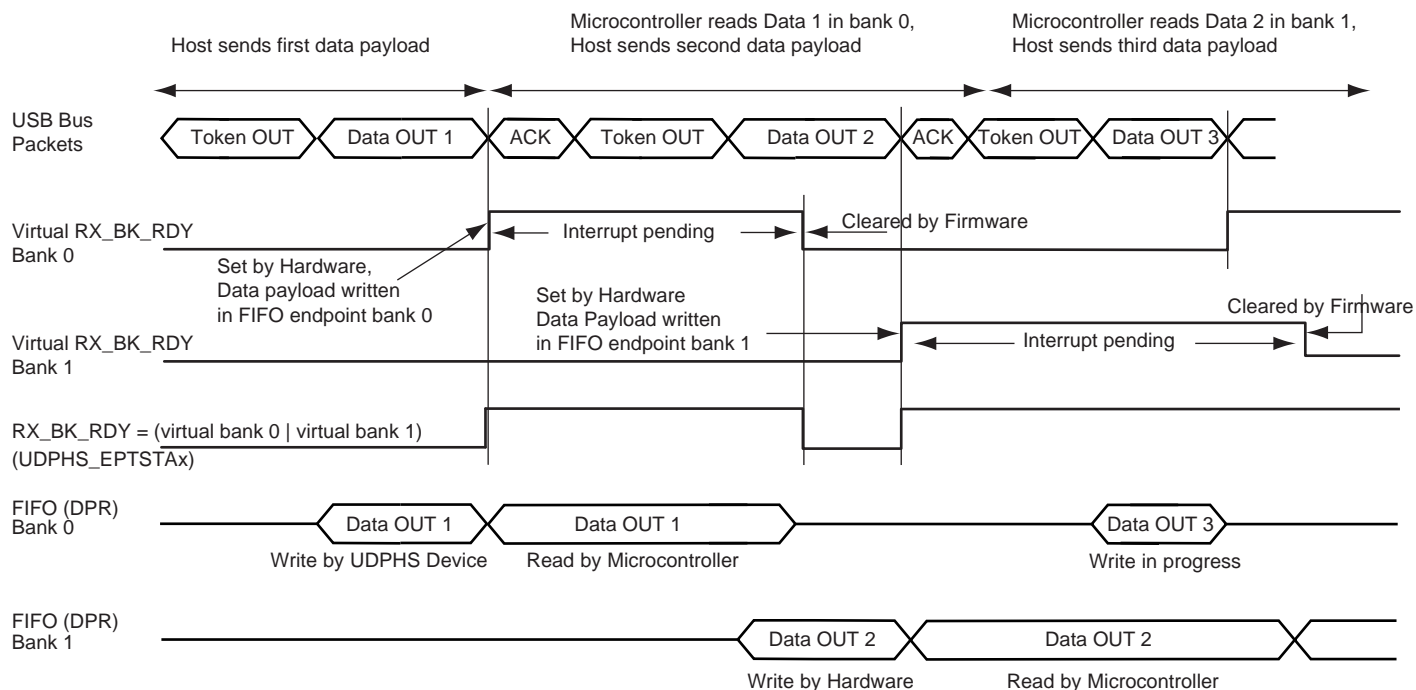 Host sends first data payload
Microcontroller reads Data 1 in bank 0,
Host sends second data payload
Microcontroller reads Data 2 in bank 1,
Host sends third data payload
USB Bus
Packets
Token OUT
Data OUT 1
ACK
Token OUT
Data OUT 2
ACK
Token OUT
Data OUT 3
Virtual RX_BK_RDY
Bank 0
Interrupt pending
Cleared by Firmware
Set by Hardware,
Data payload written
in FIFO endpoint bank 0
Set by Hardware
Data Payload written
in FIFO endpoint bank 1
Cleared by Firmware
Virtual RX_BK_RDY
Bank 1
Interrupt pending
RX_BK_RDY = (virtual bank 0 | virtual bank 1)
(UDPHS_EPTSTAx)
FIFO (DPR)
Bank 0
Data OUT 1
Data OUT 1
Data OUT 3
Write by UDPHS Device
Read by Microcontroller
Write in progress
FIFO (DPR)
Bank 1
Data OUT 2
Data OUT 2
Write by Hardware
Read by Microcontroller